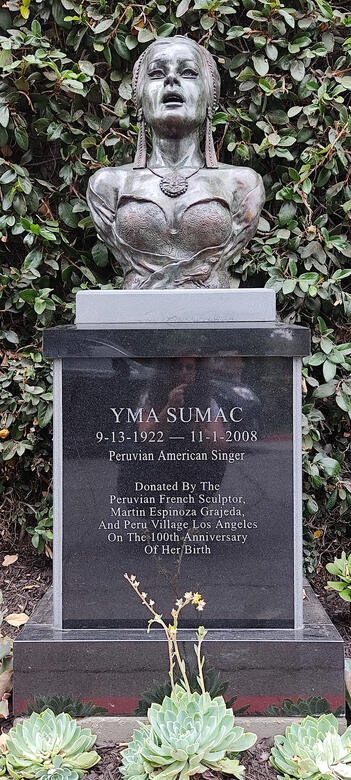 YMA SUMAC
9-13-1922 — 11-1-2008
Peruvian American Singer
Donated By The
Peruvian French Sculptor,
Martin Espinoza Grajeda,
And Peru Village Los Angeles
On The 100th Anniversary
Of Her Birth